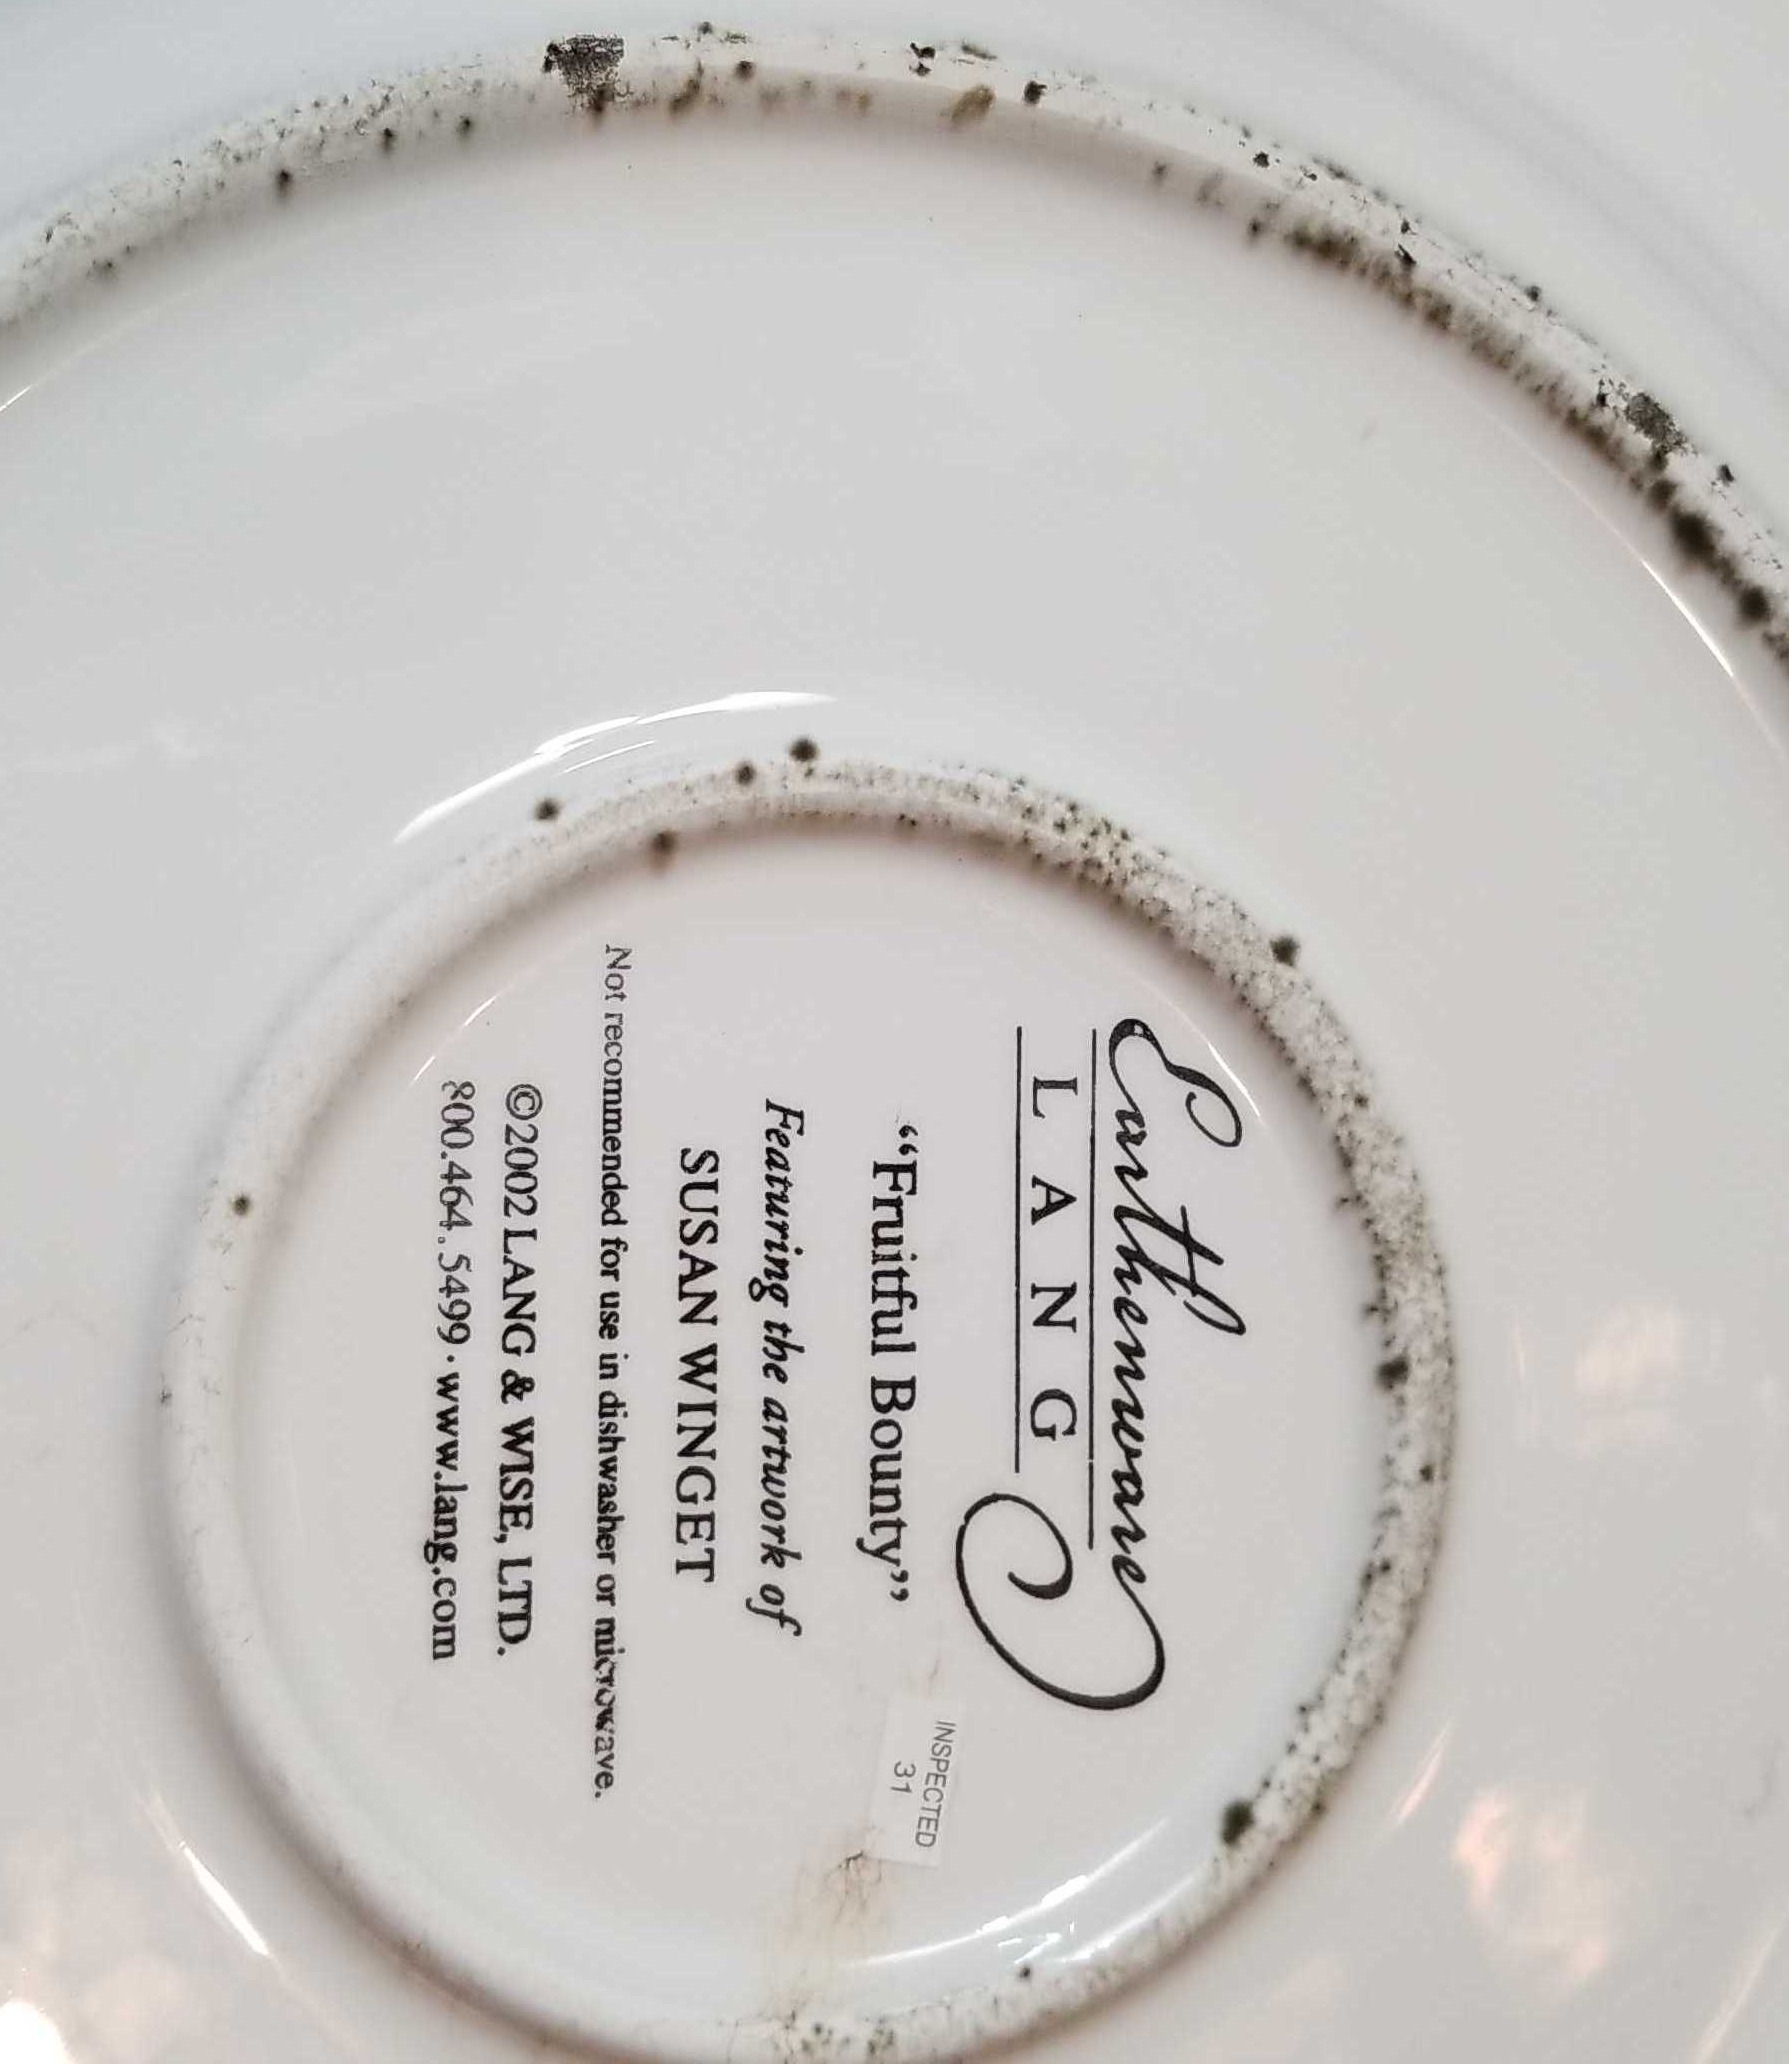 Earthenware
LANG
“Fruitful Bounty”
Featuring the artwork of
SUSAN WINGET
Not recommended for use in dishwasher or microwave.
©2002 LANG & WISE, LTD.
800.464.5499 · www.lang.com
INSPECTED
31